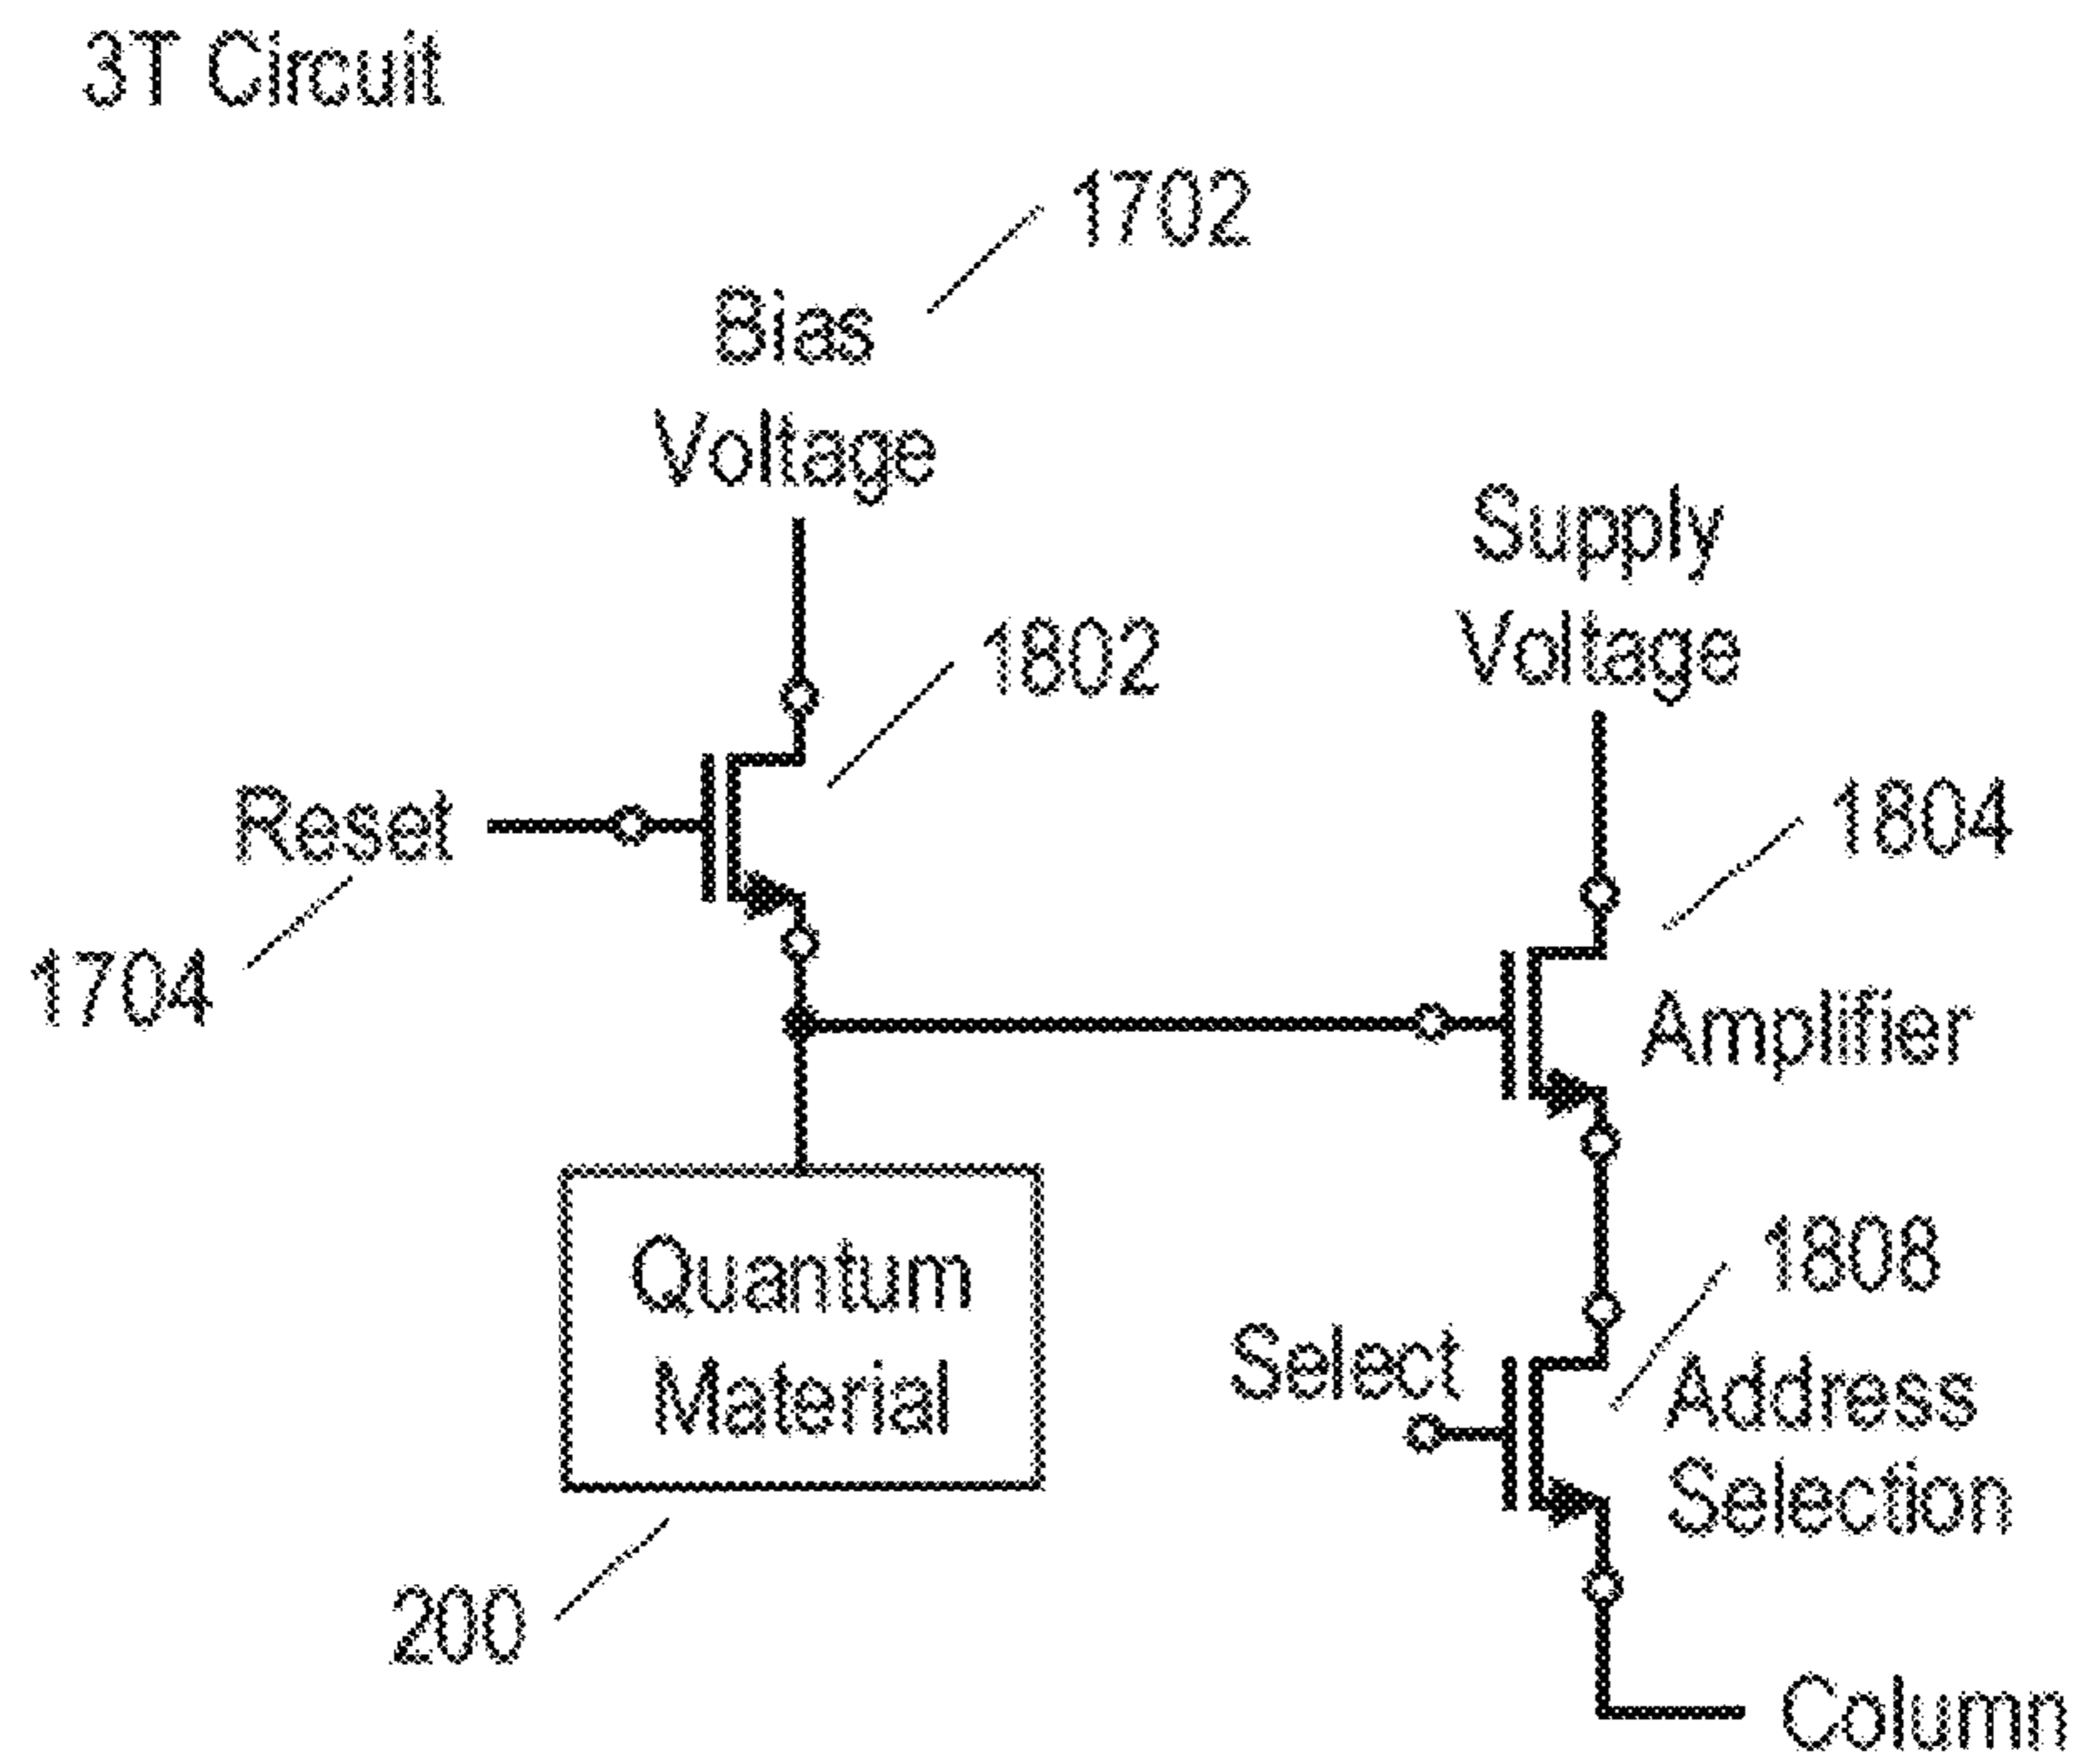 3T Circuit
1702
Bias
Voltage
Supply
Voltage
1802
Reset
1804
1704
Amplifier
Quantum
Material
1808
Select
Address
Selection
200
Column